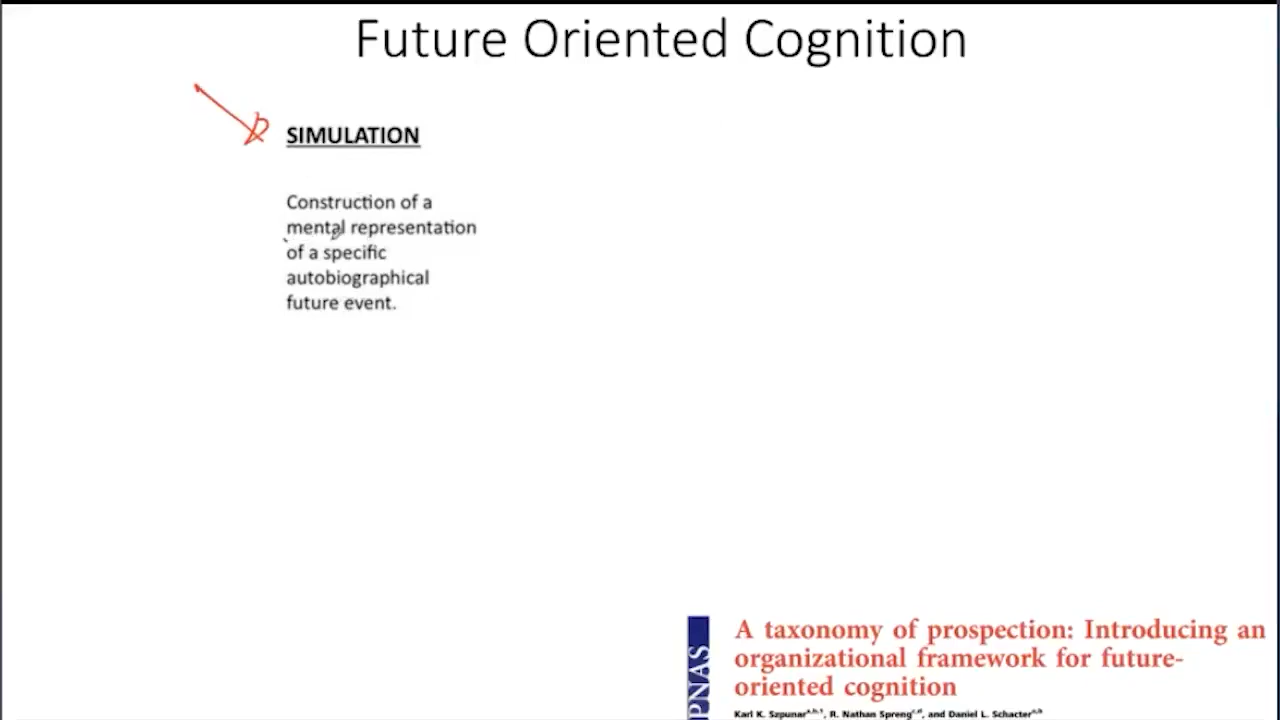 Future Oriented Cognition
SIMULATION
Construction of a
mental representation
of a specific
autobiographical
future event.
PNAS
A taxonomy of prospection: Introducing an
organizational framework for future-
oriented cognition
Karl K. Szpunar^a,b,1, R. Nathan Spreng^c,d, and Daniel L. Schacter^a,b